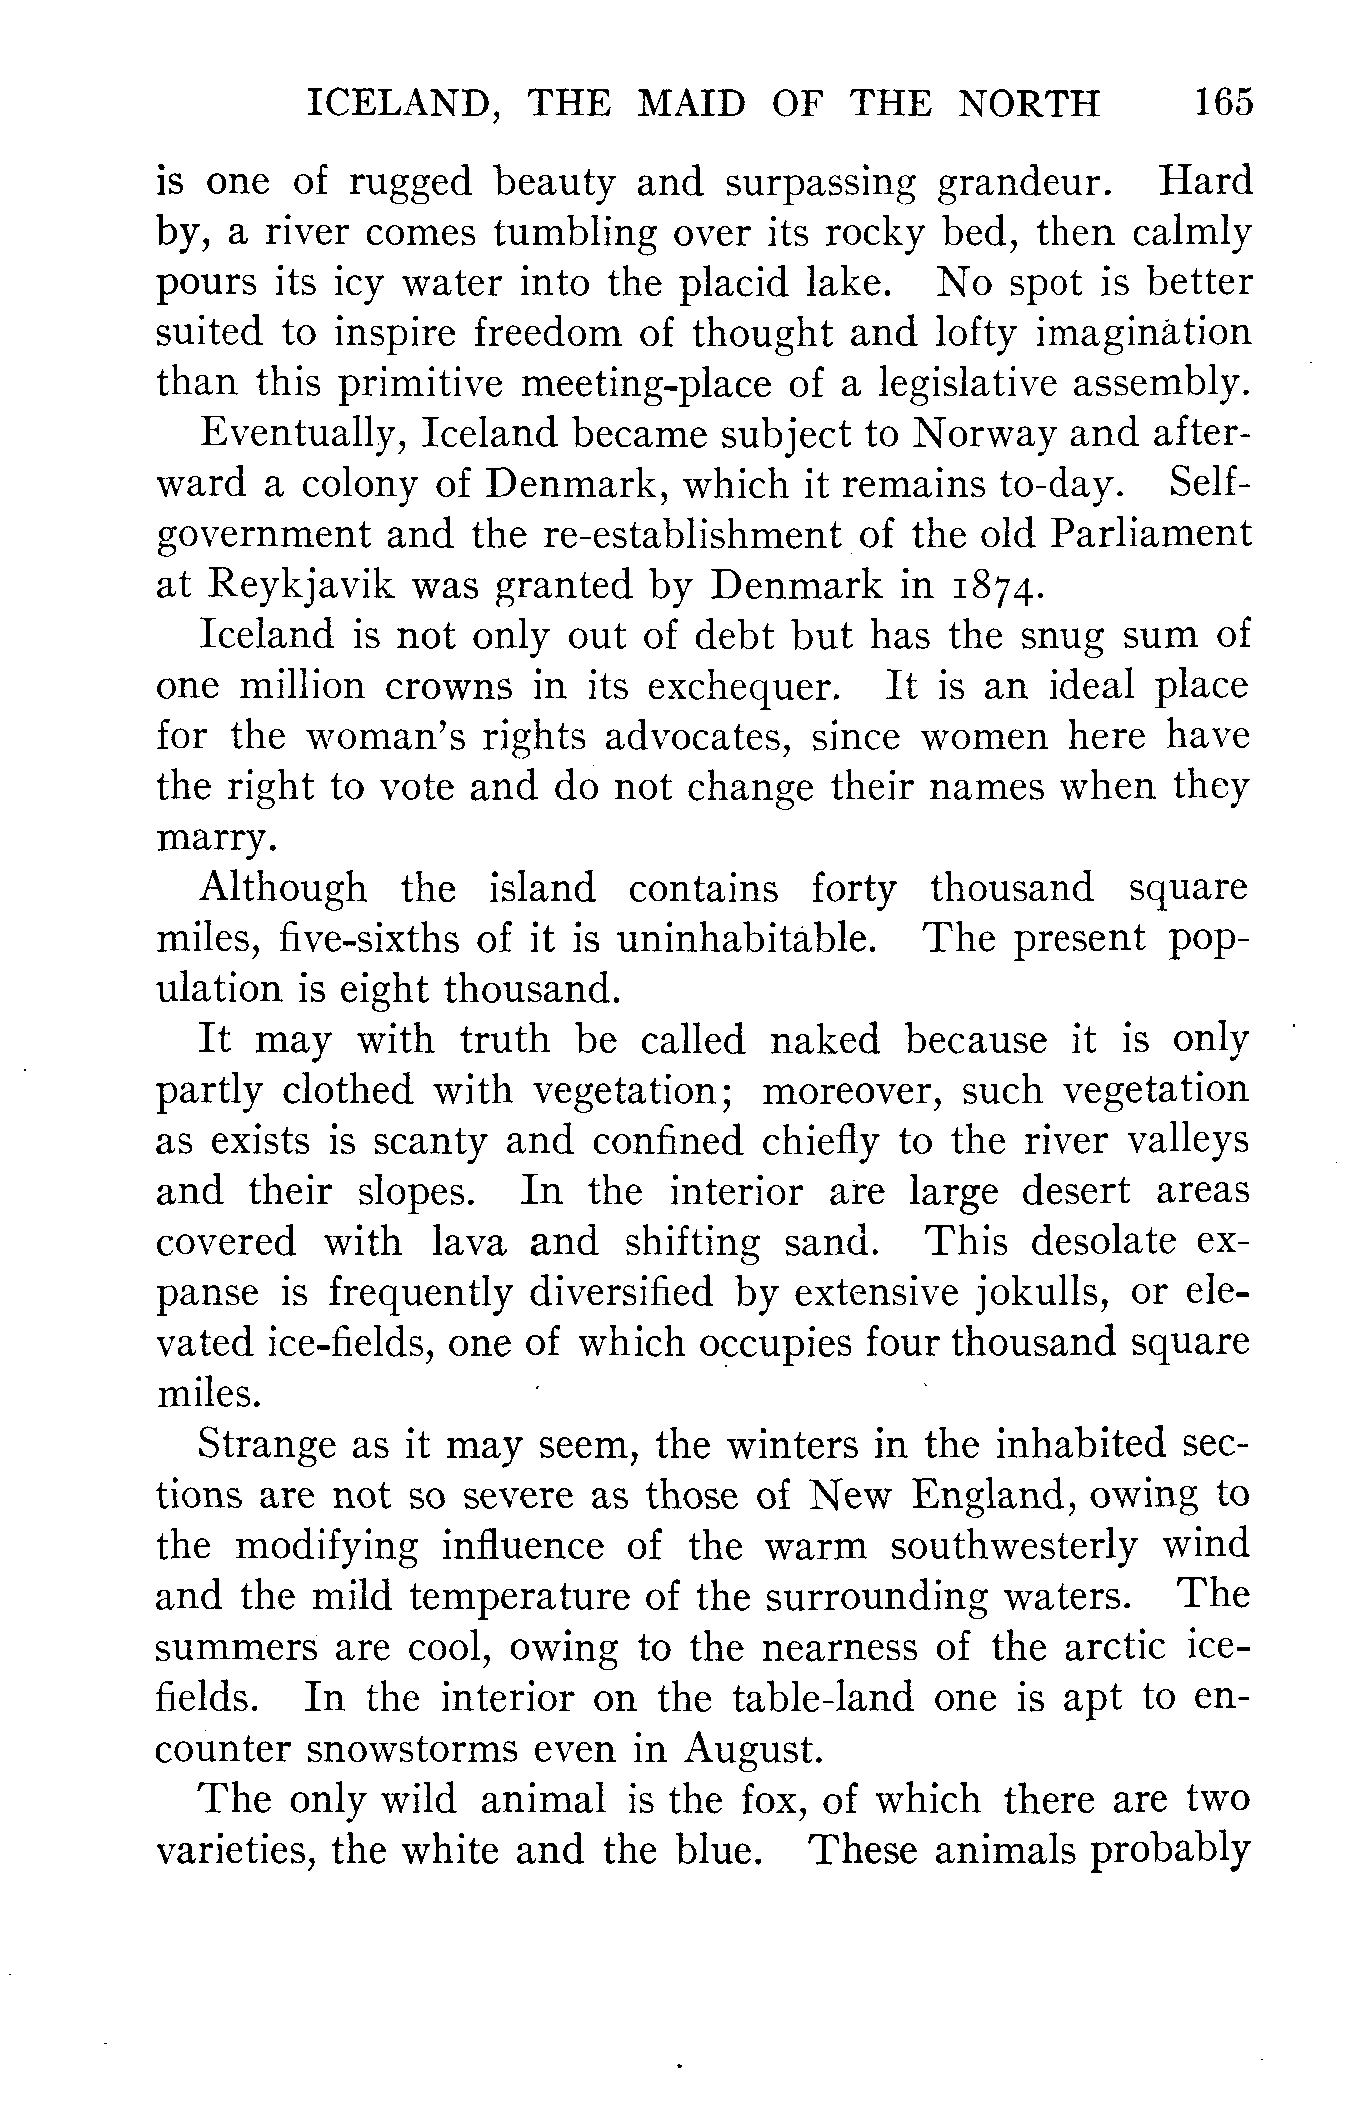 ICELAND, THE MAID OF THE NORTH 165
is one of rugged beauty and surpassing grandeur. Hard
by, a river comes tumbling over its rocky bed, then calmly
pours its icy water into the placid lake. No spot is better
suited to inspire freedom of thought and lofty imagination
than this primitive meeting-place of a legislative assembly.
Eventually, Iceland became subject to Norway and after-
ward a colony of Denmark, which it remains to-day. Self-
government and the re-establishment of the old Parliament
at Reykjavik was granted by Denmark in 1874.
Iceland is not only out of debt but has the snug sum of
one million crowns in its exchequer. It is an ideal place
for the woman's rights advocates, since women here have
the right to vote and do not change their names when they
marry.
Although the island contains forty thousand square
miles, five-sixths of it is uninhabitable. The present pop-
ulation is eight thousand.
It may with truth be called naked because it is only
partly clothed with vegetation; moreover, such vegetation
as exists is scanty and confined chiefly to the river valleys
and their slopes. In the interior are large desert areas
covered with lava and shifting sand. This desolate ex-
panse is frequently diversified by extensive jokulls, or ele-
vated ice-fields, one of which occupies four thousand square
miles.
Strange as it may seem, the winters in the inhabited sec-
tions are not so severe as those of New England, owing to
the modifying influence of the warm southwesterly wind
and the mild temperature of the surrounding waters. The
summers are cool, owing to the nearness of the arctic ice-
fields. In the interior on the table-land one is apt to en-
counter snowstorms even in August.
The only wild animal is the fox, of which there are two
varieties, the white and the blue. These animals probably